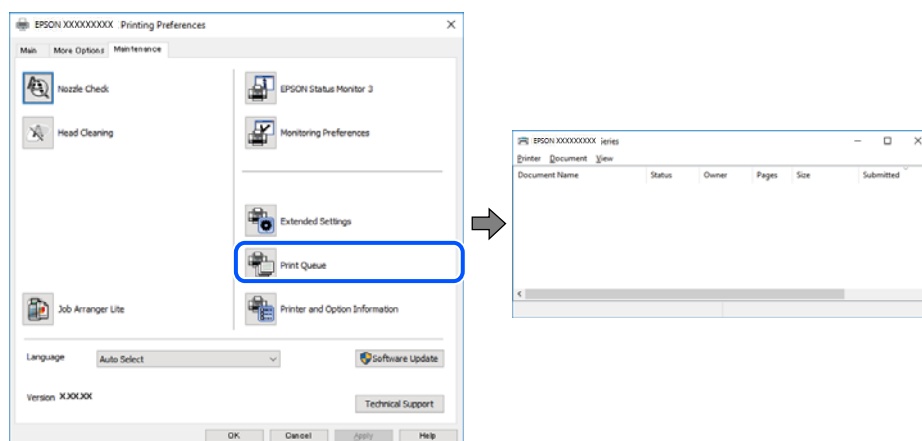 EPSON XXXXXXXXX Printing Preferences
Main More Options Maintenance
Nozzle Check
EPSON Status Monitor 3
Head Cleaning
Monitoring Preferences
Extended Settings
Print Queue
Job Arranger Lite
Printer and Option Information
Language Auto Select
Software Update
Version X.XX.XX
Technical Support
OK Cancel Apply Help
EPSON XXXXXXXXX ieries
Printer Document View
Document Name Status Owner Pages Size Submitted